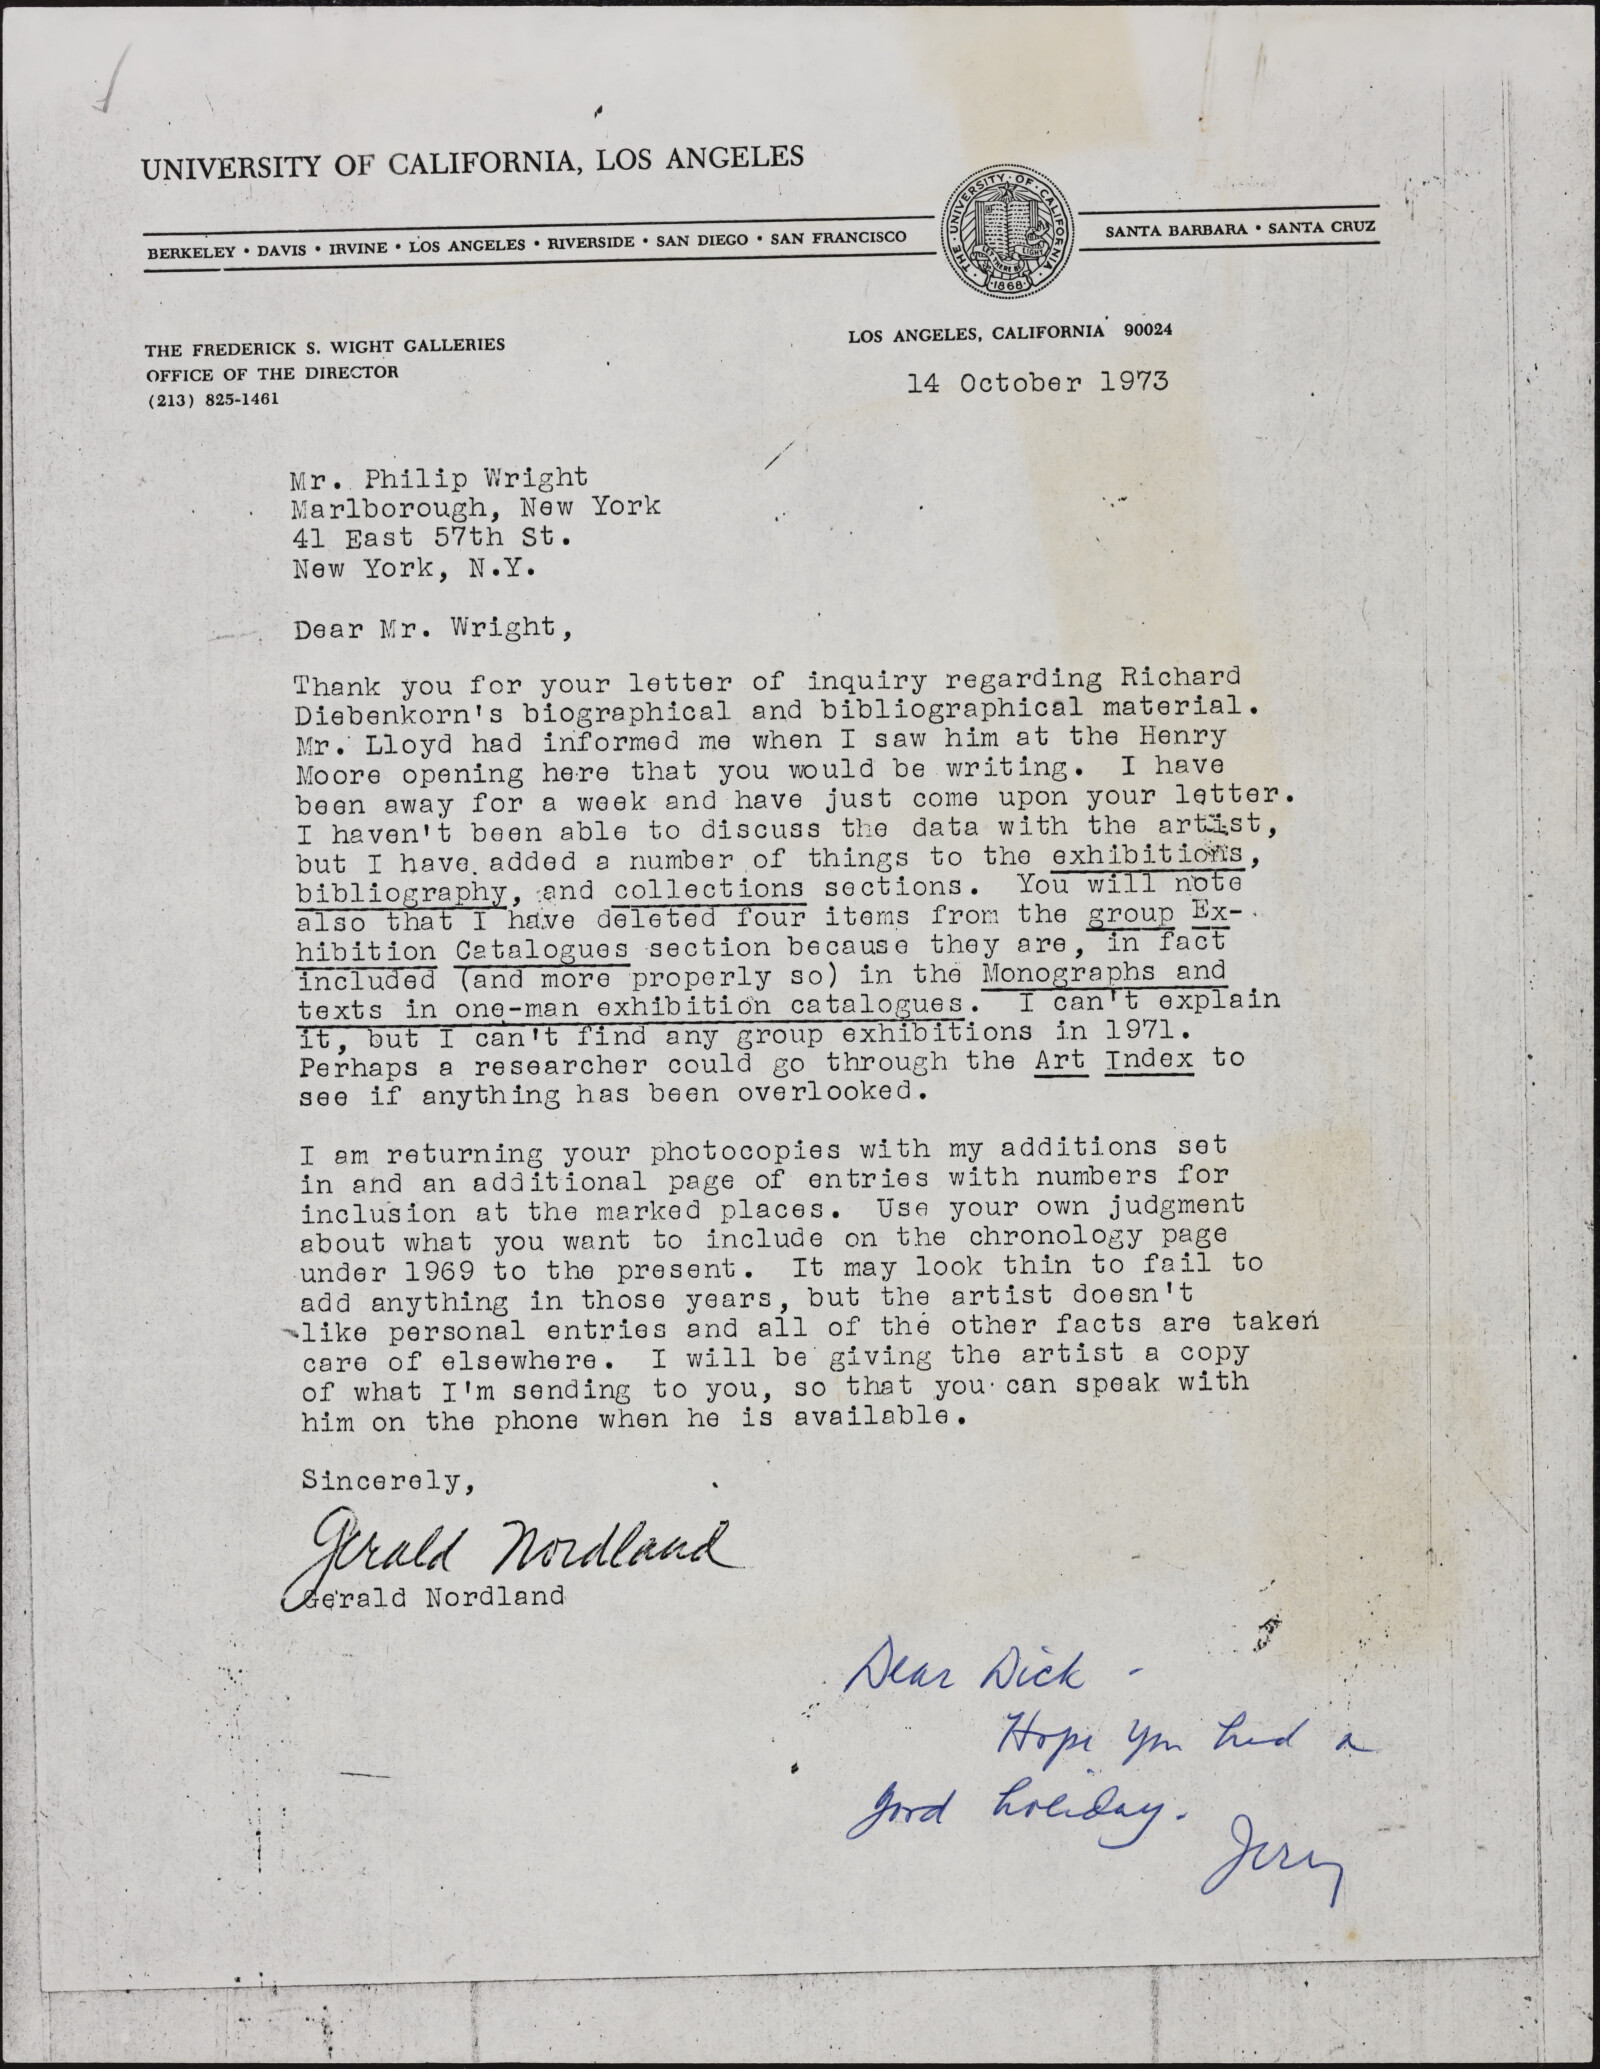 UNIVERSITY OF CALIFORNIA, LOS ANGELES
BERKELEY • DAVIS • IRVINE • LOS ANGELES • RIVERSIDE • SAN DIEGO • SAN FRANCISCO
THE · UNIVERSITY · OF · CALIFORNIA
LET THERE BE LIGHT
·1868·
SANTA BARBARA • SANTA CRUZ
THE FREDERICK S. WIGHT GALLERIES
OFFICE OF THE DIRECTOR
(213) 825-1461
LOS ANGELES, CALIFORNIA 90024
14 October 1973
Mr. Philip Wright
Marlborough, New York
41 East 57th St.
New York, N.Y.
Dear Mr. Wright,
Thank you for your letter of inquiry regarding Richard
Diebenkorn's biographical and bibliographical material.
Mr. Lloyd had informed me when I saw him at the Henry
Moore opening here that you would be writing. I have
been away for a week and have just come upon your letter.
I haven't been able to discuss the data with the artist,
but I have added a number of things to the exhibitions,
bibliography, and collections sections. You will note
also that I have deleted four items from the group Ex-
hibition Catalogues section because they are, in fact
included (and more properly so) in the Monographs and
texts in one-man exhibition catalogues. I can't explain
it, but I can't find any group exhibitions in 1971.
Perhaps a researcher could go through the Art Index to
see if anything has been overlooked.
I am returning your photocopies with my additions set
in and an additional page of entries with numbers for
inclusion at the marked places. Use your own judgment
about what you want to include on the chronology page
under 1969 to the present. It may look thin to fail to
add anything in those years, but the artist doesn't
like personal entries and all of the other facts are taken
care of elsewhere. I will be giving the artist a copy
of what I'm sending to you, so that you can speak with
him on the phone when he is available.
Sincerely,
Gerald Nordland
Gerald Nordland
Dear Dick -
Hope you had a
good holiday.
Jerry